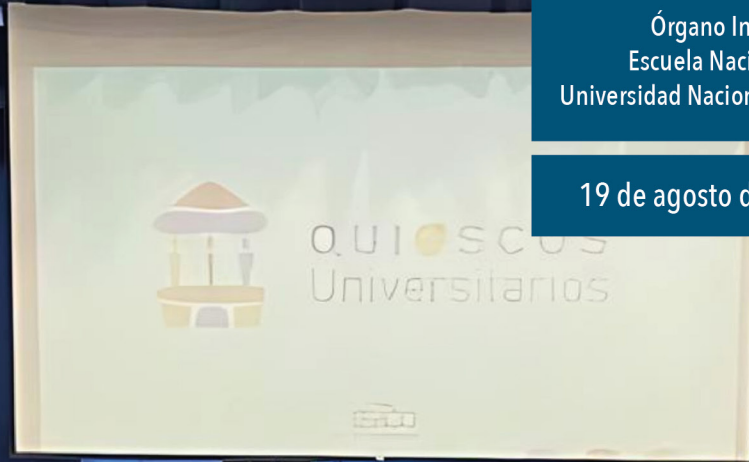 Órgano In
Escuela Naci
Universidad Nacion
19 de agosto d
QUIOSCOS
Universitarios